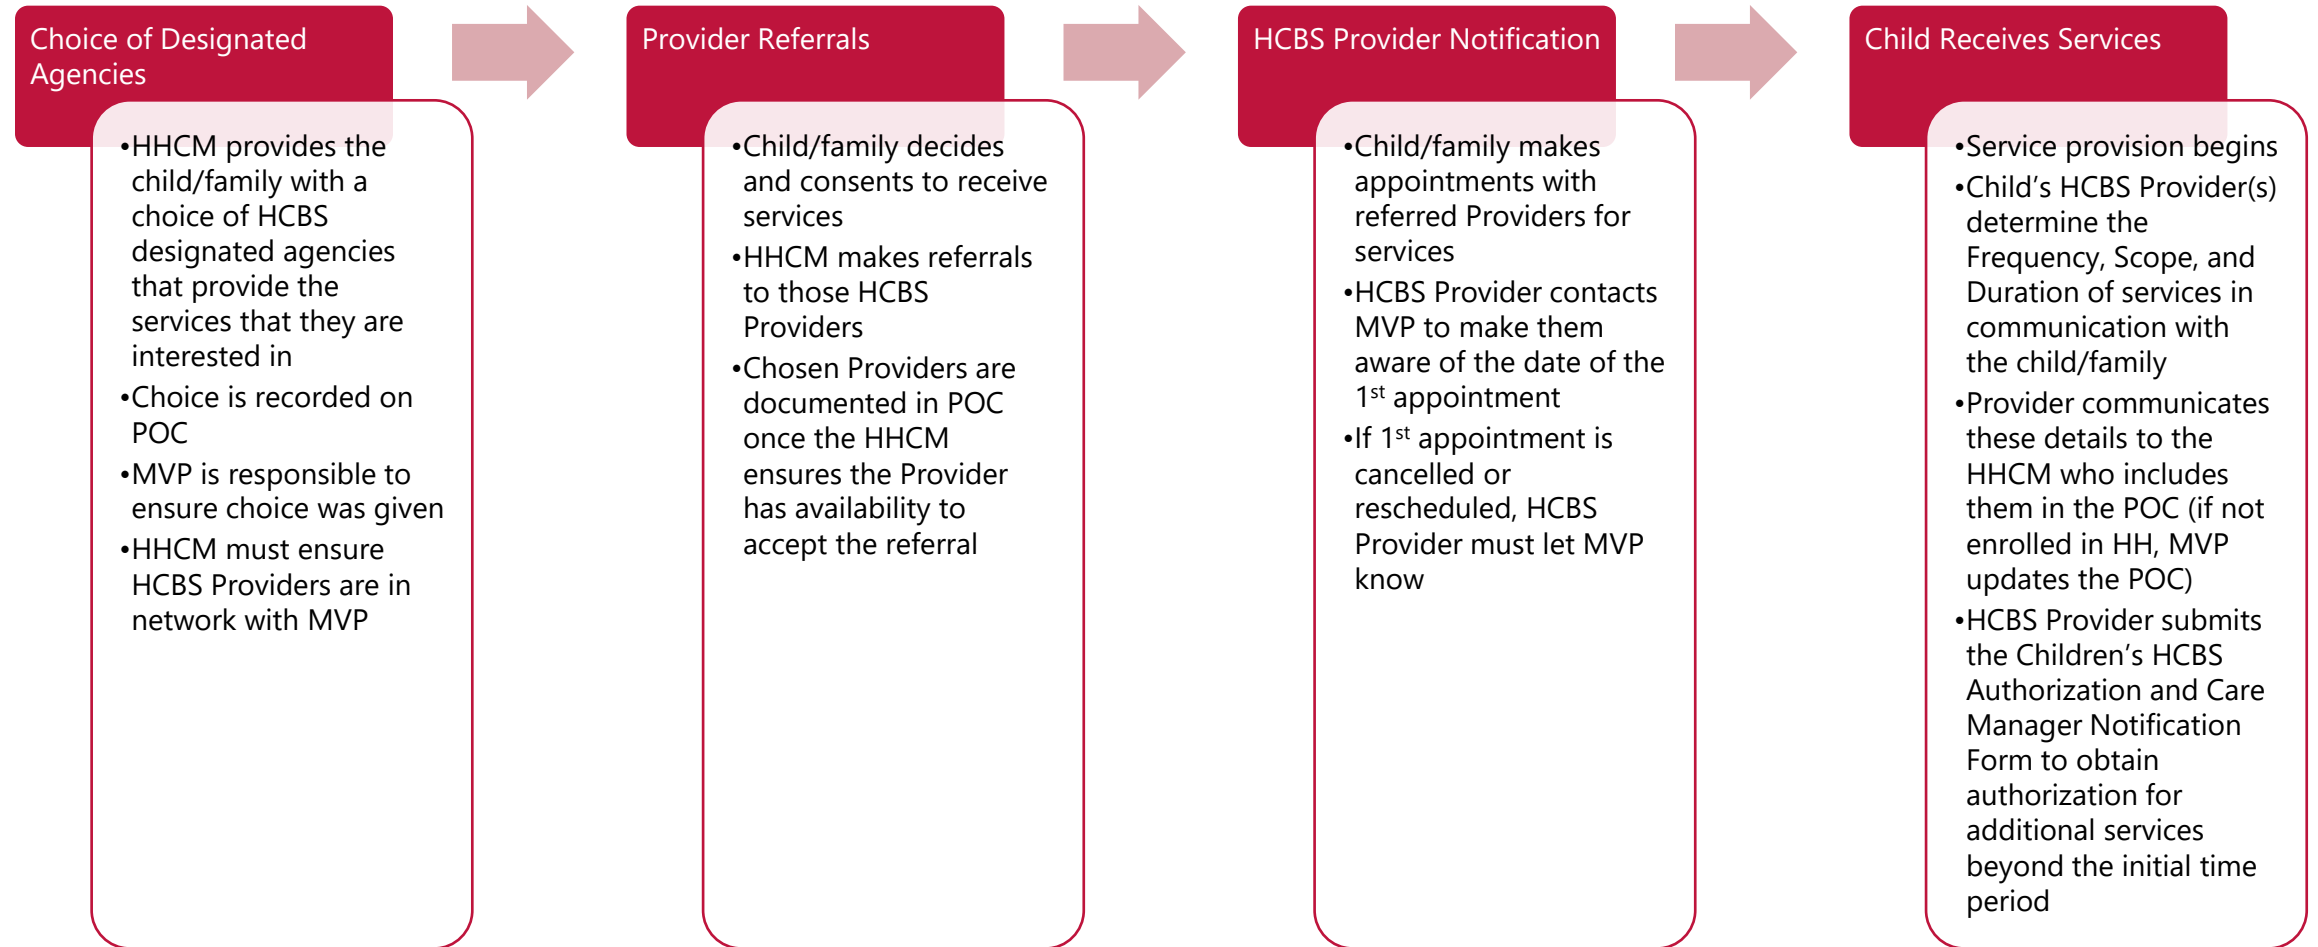 Choice of Designated
Agencies
•HHCM provides the
child/family with a
choice of HCBS
designated agencies
that provide the
services that they are
interested in
•Choice is recorded on
POC
•MVP is responsible to
ensure choice was given
•HHCM must ensure
HCBS Providers are in
network with MVP
Provider Referrals
•Child/family decides
and consents to receive
services
•HHCM makes referrals
to those HCBS
Providers
•Chosen Providers are
documented in POC
once the HHCM
ensures the Provider
has availability to
accept the referral
HCBS Provider Notification
•Child/family makes
appointments with
referred Providers for
services
•HCBS Provider contacts
MVP to make them
aware of the date of the
1st appointment
•If 1st appointment is
cancelled or
rescheduled, HCBS
Provider must let MVP
know
Child Receives Services
•Service provision begins
•Child’s HCBS Provider(s)
determine the
Frequency, Scope, and
Duration of services in
communication with
the child/family
•Provider communicates
these details to the
HHCM who includes
them in the POC (if not
enrolled in HH, MVP
updates the POC)
•HCBS Provider submits
the Children’s HCBS
Authorization and Care
Manager Notification
Form to obtain
authorization for
additional services
beyond the initial time
period